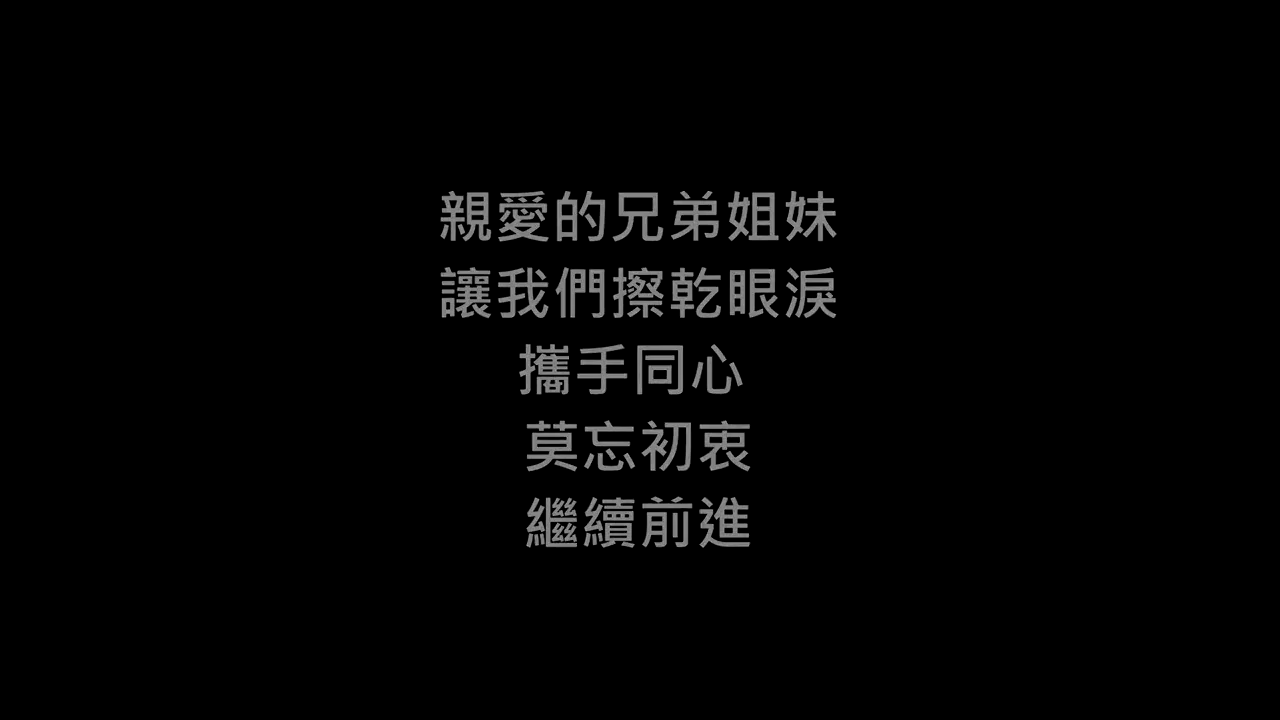 親愛的兄弟姐妹
讓我們擦乾眼淚
攜手同心
莫忘初衷
繼續前進